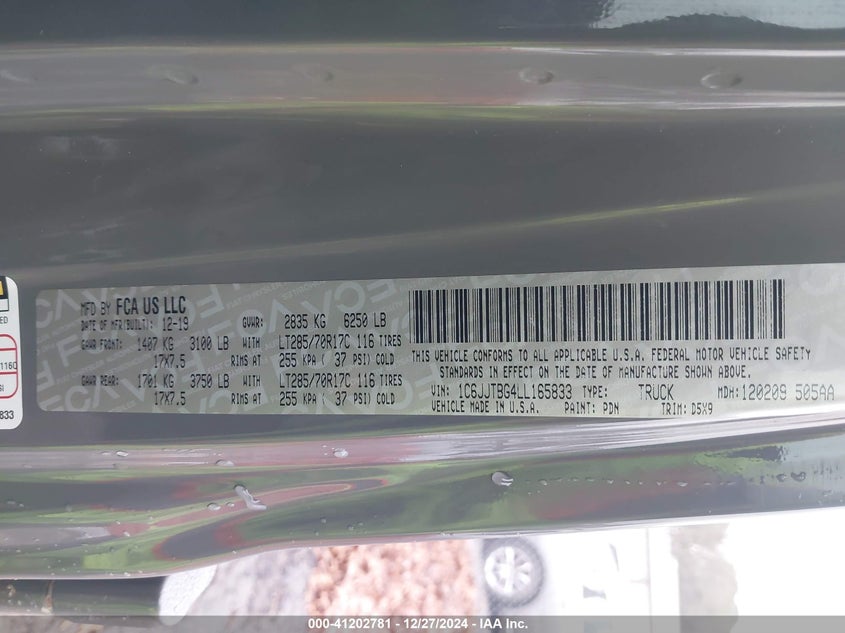 MFD BY FCA US LLC
DATE OF MFR(BUILT): 12-19 GVWR: 2835 KG 6250 LB
GAWR FRONT: 1407 KG 3100 LB WITH LT285/70R17C 116 TIRES
17X7.5 RIMS AT 255 KPA ( 37 PSI) COLD
GAWR REAR: 1701 KG 3750 LB WITH LT285/70R17C 116 TIRES
17X7.5 RIMS AT 255 KPA ( 37 PSI) COLD
THIS VEHICLE CONFORMS TO ALL APPLICABLE U.S.A. FEDERAL MOTOR VEHICLE SAFETY
STANDARDS IN EFFECT ON THE DATE OF MANUFACTURE SHOWN ABOVE.
VIN: 1C6JJTBG4LL165833 TYPE: TRUCK MDH: 120209 505AA
VEHICLE MADE IN U.S.A. PAINT: PDN TRIM: D5X9
ED
1160
SI
5833
000-41202781 - 12/27/2024 - IAA Inc.